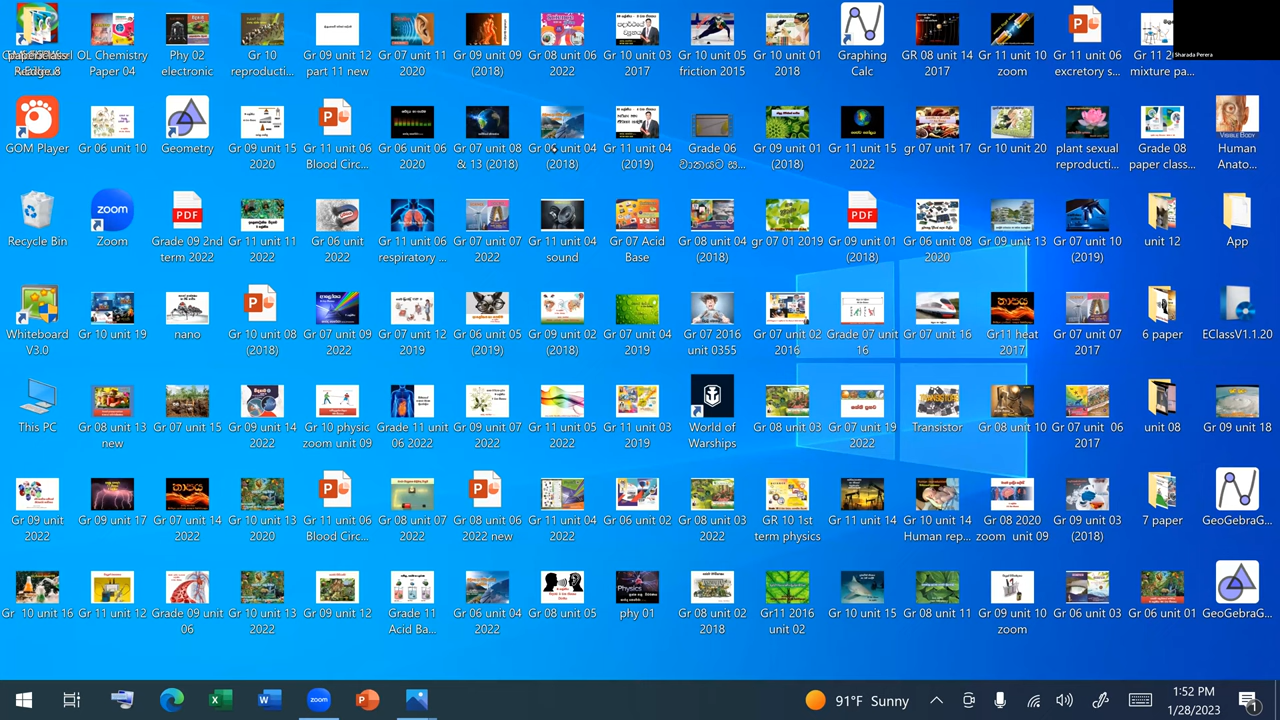 OL Chemistry Paper 04
Phy 02 electronic
Gr 10 reproducti...
Gr 09 unit 12 part 11 new
Gr 07 unit 11 2020
Gr 09 unit 09 (2018)
Gr 08 unit 06 2022
Gr 10 unit 03 2017
Gr 10 unit 05 friction 2015
Gr 10 unit 01 2018
Graphing Calc
GR 08 unit 14 2017
Gr 11 unit 10 zoom
Gr 11 unit 06 excretory s...
mixture pa...
Sharada Perera
GOM Player
Gr 06 unit 10
Geometry
Gr 09 unit 15 2020
Gr 11 unit 06 Blood Circ...
Gr 06 unit 06 2020
Gr 07 unit 08 & 13 (2018)
Gr 06 unit 04 (2018)
Gr 11 unit 04 (2019)
Grade 06
Gr 09 unit 01 (2018)
Gr 11 unit 15 2022
gr 07 unit 17
Gr 10 unit 20
plant sexual reproducti...
Grade 08 paper class...
VISIBLE BODY
Human Anato...
Recycle Bin
zoom
Zoom
PDF
Grade 09 2nd term 2022
Gr 11 unit 11 2022
Gr 06 unit 2022
Gr 11 unit 06 respiratory ...
Gr 07 unit 07 2022
Gr 11 unit 04 sound
Gr 07 Acid Base
Gr 08 unit 04 (2018)
gr 07 01 2019
PDF
Gr 09 unit 01 (2018)
Gr 06 unit 08 2020
Gr 09 unit 13
Gr 07 unit 10 (2019)
unit 12
App
Whiteboard V3.0
Gr 10 unit 19
nano
Gr 10 unit 08 (2018)
Gr 07 unit 09 2022
Gr 07 unit 12 2019
Gr 06 unit 05 (2019)
Gr 09 unit 02 (2018)
Gr 07 unit 04 2019
Gr 07 2016 unit 0355
Gr 07 unit 02 2016
Grade 07 unit 16
Gr 07 unit 16
Gr11 heat 2017
Gr 07 unit 07 2017
6 paper
EClassV1.1.20
This PC
Gr 08 unit 13 new
Gr 07 unit 15
Gr 09 unit 14 2022
Gr 10 physic zoom unit 09
Grade 11 unit 06 2022
Gr 09 unit 07 2022
Gr 11 unit 05 2022
Gr 11 unit 03 2019
World of Warships
Gr 08 unit 03
Gr 07 unit 19 2022
TRANSISTOR
Transistor
Gr 08 unit 10
Gr 07 unit 06 2017
unit 08
Gr 09 unit 18
Gr 09 unit 2022
Gr 09 unit 17
Gr 07 unit 14 2022
Gr 10 unit 13 2020
Gr 11 unit 06 Blood Circ...
Gr 08 unit 07 2022
Gr 08 unit 06 2022 new
Gr 11 unit 04 2022
Gr 06 unit 02
Gr 08 unit 03 2022
GR 10 1st term physics
Gr 11 unit 14
Gr 10 unit 14 Human rep...
Gr 08 2020 zoom unit 09
Gr 09 unit 03 (2018)
7 paper
GeoGebraG...
Gr 10 unit 16
Gr 11 unit 12
Grade 09 unit 06
Gr 10 unit 13 2022
Gr 09 unit 12
Grade 11 Acid Ba...
Gr 06 unit 04 2022
Gr 08 unit 05
Physics
phy 01
Gr 08 unit 02 2018
Gr11 2016 unit 02
Gr 10 unit 15
Gr 08 unit 11
Gr 09 unit 10 zoom
Gr 06 unit 03
Gr 06 unit 01
GeoGebraG...
zoom
91°F Sunny
1:52 PM
1/28/2023
1